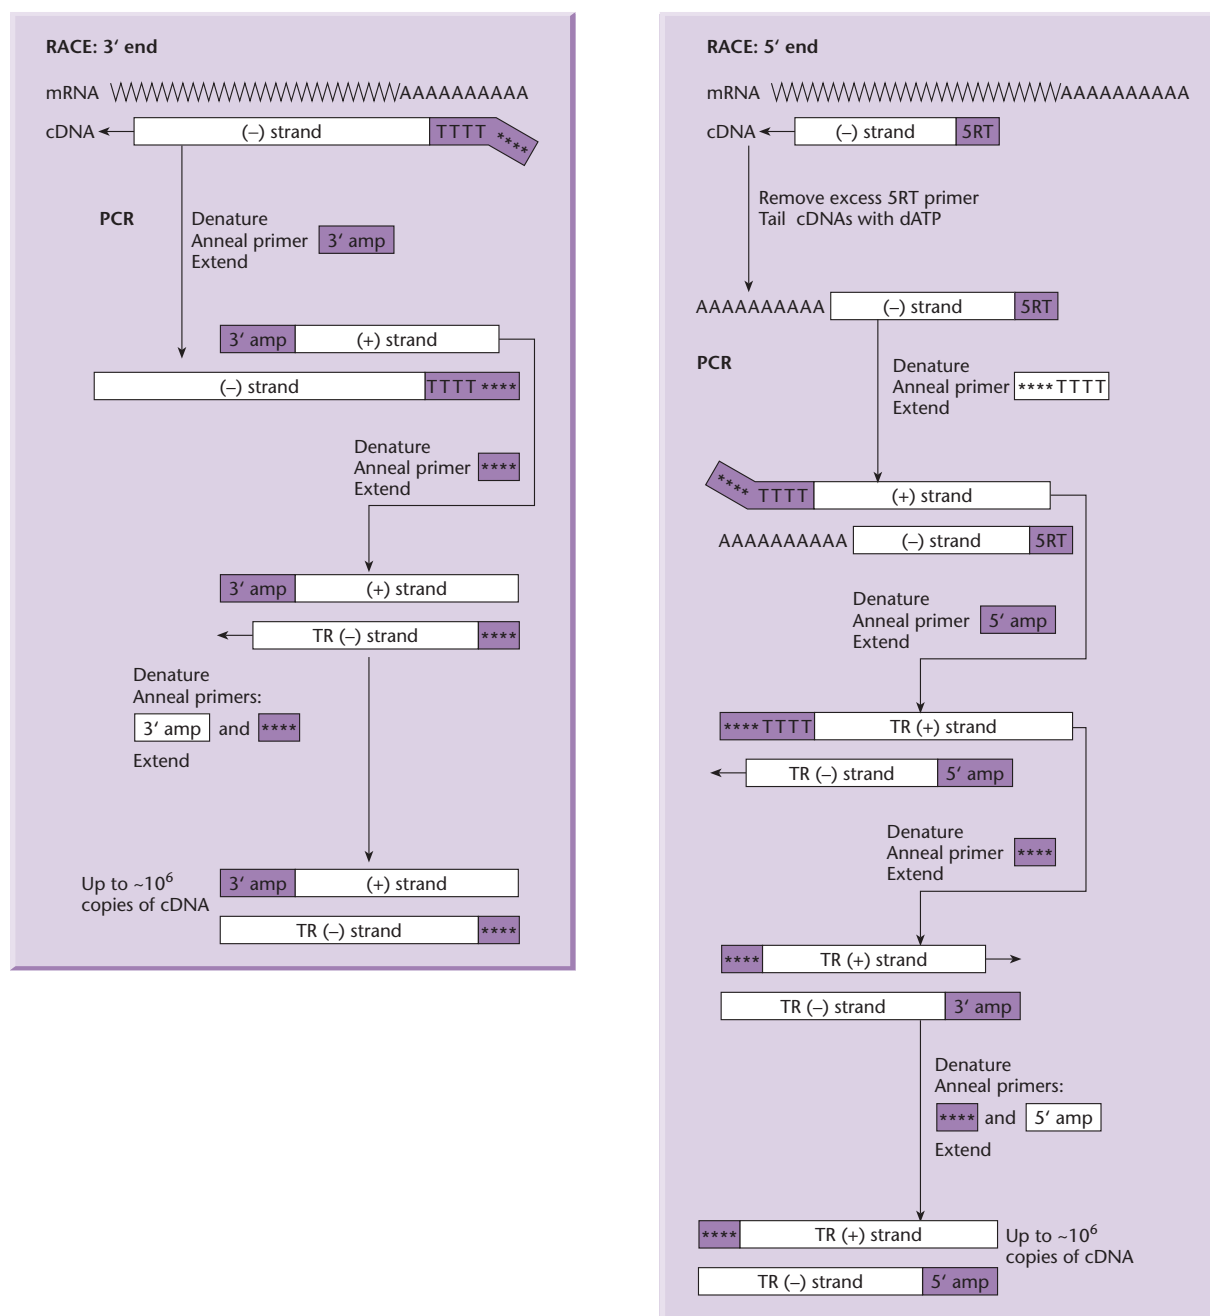 RACE: 3′ end
mRNA AAAAAAAAAA
cDNA (–) strand TTTT ****
PCR
Denature
Anneal primer 3′ amp
Extend
3′ amp (+) strand
(–) strand TTTT ****
Denature
Anneal primer ****
Extend
3′ amp (+) strand
TR (–) strand ****
Denature
Anneal primers:
3′ amp and ****
Extend
Up to ~10⁶
copies of cDNA
3′ amp (+) strand
TR (–) strand ****
RACE: 5′ end
mRNA AAAAAAAAAA
cDNA (–) strand 5RT
Remove excess 5RT primer
Tail cDNAs with dATP
AAAAAAAAAA (–) strand 5RT
PCR
Denature
Anneal primer ****TTTT
Extend
**** TTTT (+) strand
AAAAAAAAAA (–) strand 5RT
Denature
Anneal primer 5′ amp
Extend
****TTTT TR (+) strand
TR (–) strand 5′ amp
Denature
Anneal primer ****
Extend
**** TR (+) strand
TR (–) strand 3′ amp
Denature
Anneal primers:
**** and 5′ amp
Extend
**** TR (+) strand
TR (–) strand 5′ amp
Up to ~10⁶
copies of cDNA